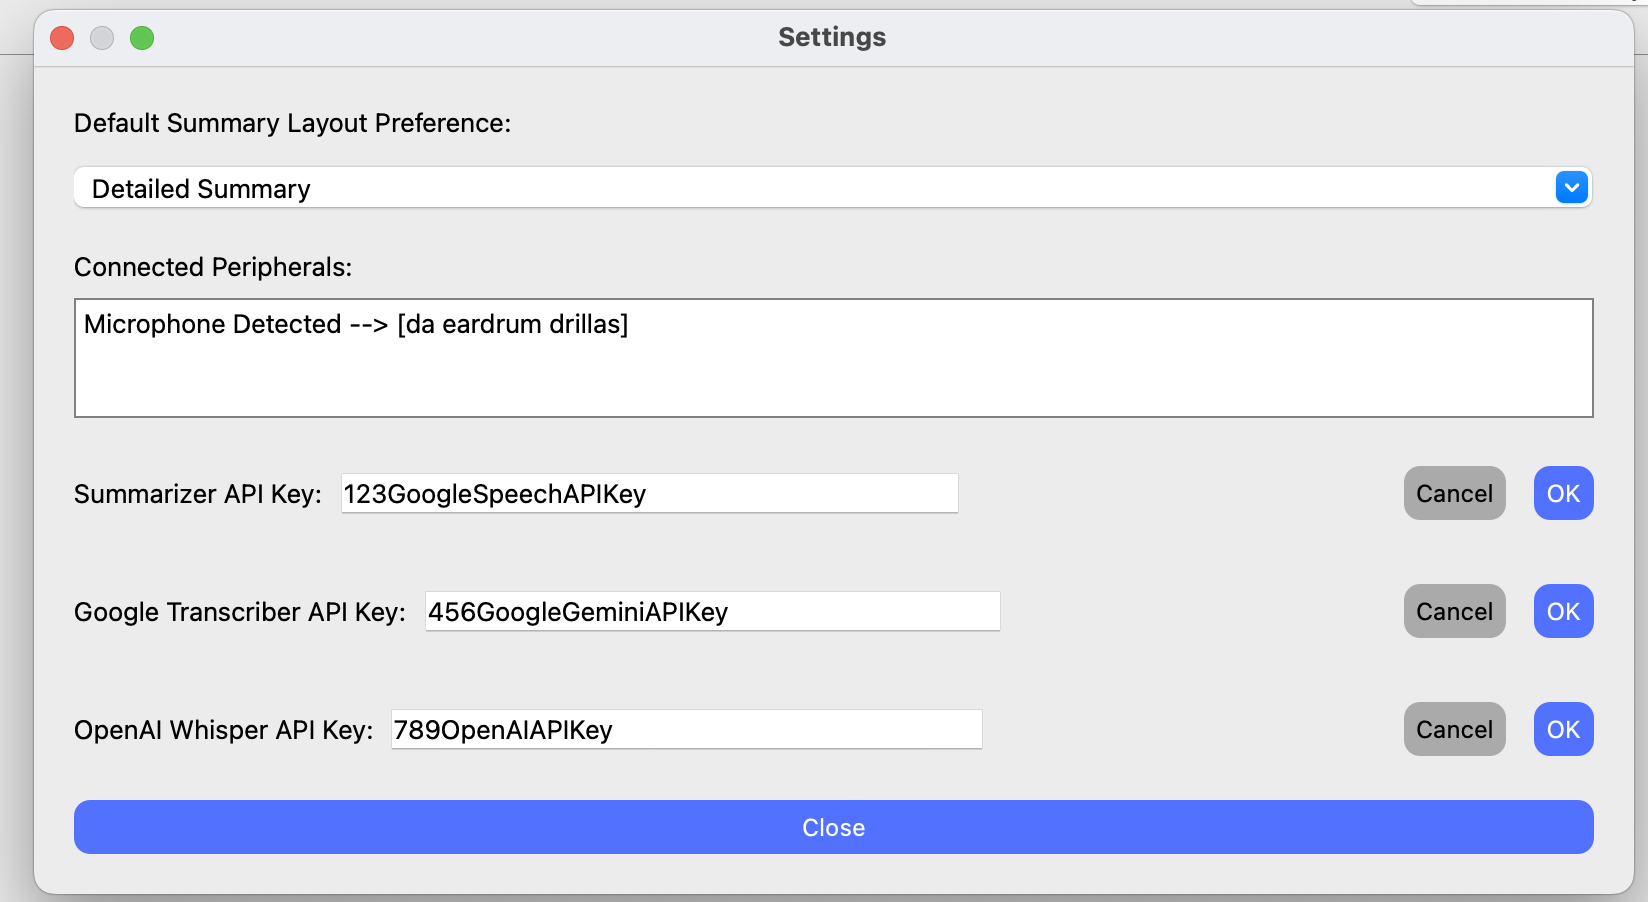 Settings
Default Summary Layout Preference:
Detailed Summary
Connected Peripherals:
Microphone Detected --> [da eardrum drillas]
Summarizer API Key: 123GoogleSpeechAPIKey Cancel OK
Google Transcriber API Key: 456GoogleGeminiAPIKey Cancel OK
OpenAI Whisper API Key: 789OpenAIAPIKey Cancel OK
Close